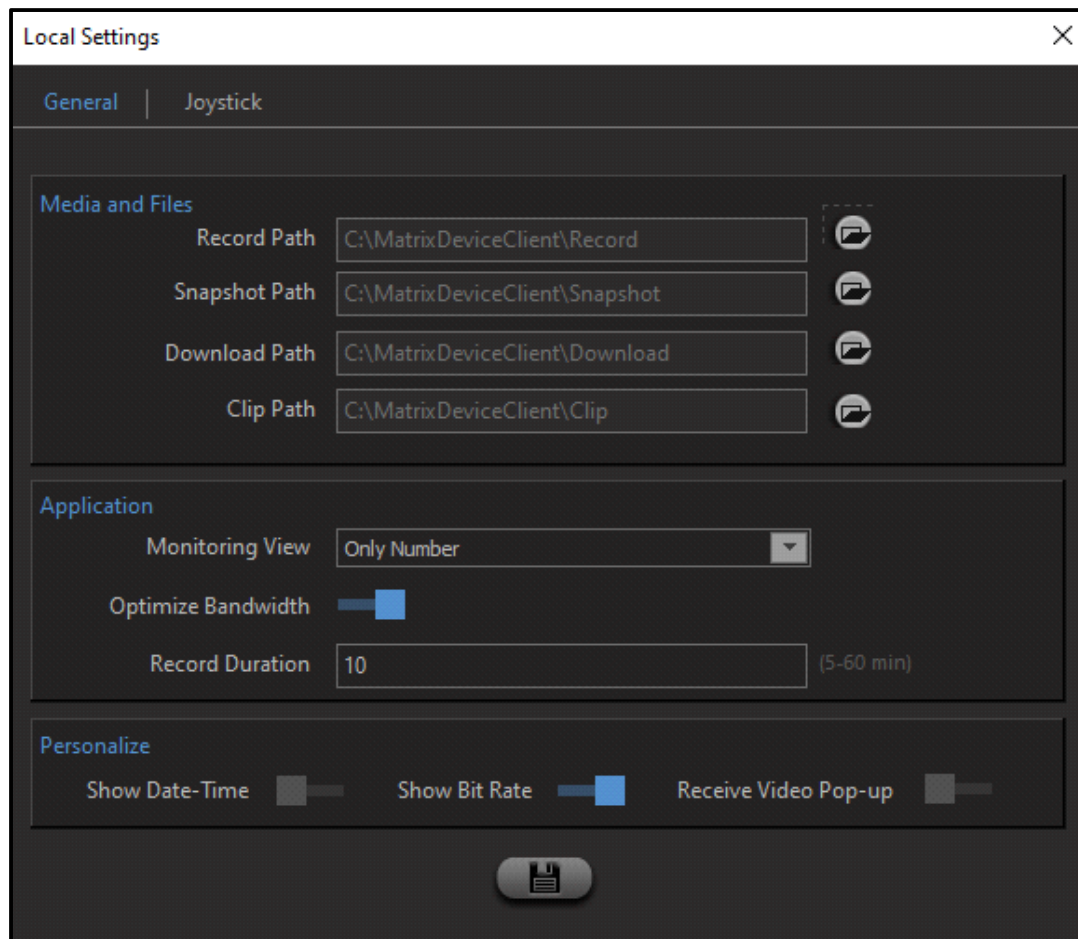 Local Settings
General | Joystick
Media and Files
Record Path C:\MatrixDeviceClient\Record
Snapshot Path C:\MatrixDeviceClient\Snapshot
Download Path C:\MatrixDeviceClient\Download
Clip Path C:\MatrixDeviceClient\Clip
Application
Monitoring View Only Number
Optimize Bandwidth
Record Duration 10 (5-60 min)
Personalize
Show Date-Time Show Bit Rate Receive Video Pop-up